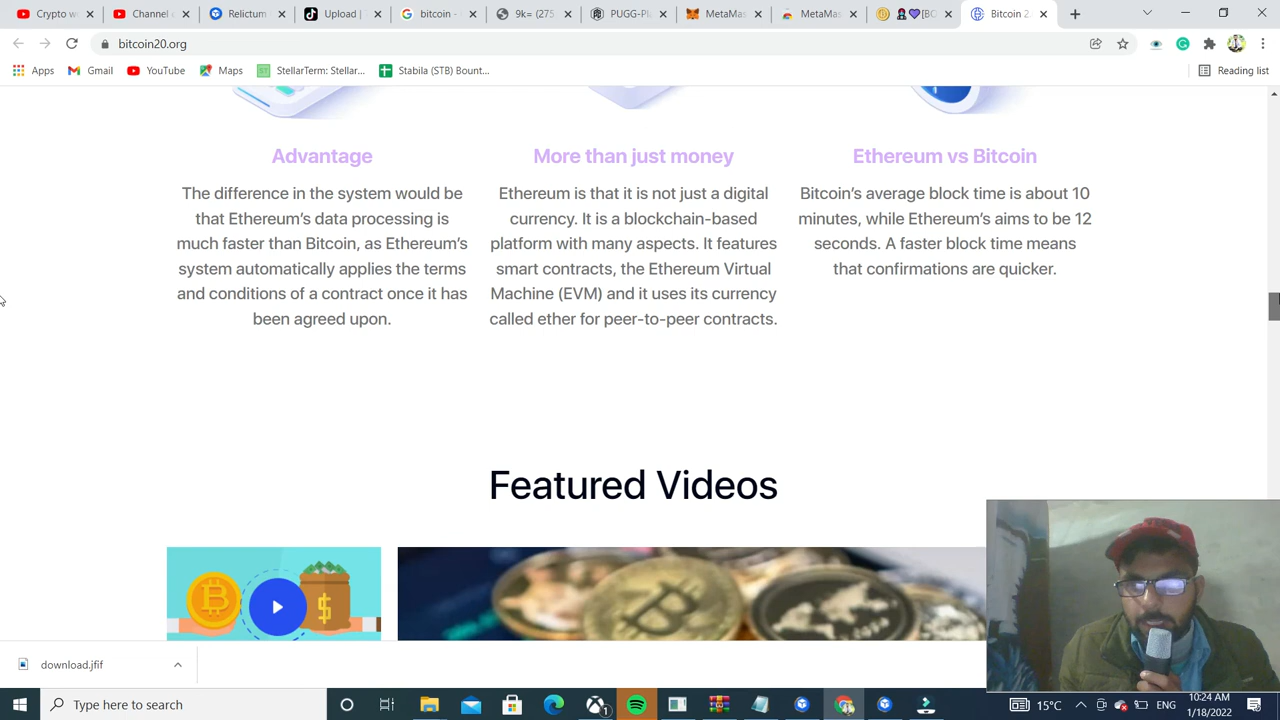 Crypto w
Channel
Relictum
Upload |
bitcoin -
9k= (275
PUGG-Pl
MetaMas
MetaMas
[BC
Bitcoin 2.
bitcoin20.org
Apps
Gmail
YouTube
Maps
StellarTerm: Stellar...
Stabila (STB) Bount...
Reading list
Advantage
The difference in the system would be
that Ethereum's data processing is
much faster than Bitcoin, as Ethereum's
system automatically applies the terms
and conditions of a contract once it has
been agreed upon.
More than just money
Ethereum is that it is not just a digital
currency. It is a blockchain-based
platform with many aspects. It features
smart contracts, the Ethereum Virtual
Machine (EVM) and it uses its currency
called ether for peer-to-peer contracts.
Ethereum vs Bitcoin
Bitcoin's average block time is about 10
minutes, while Ethereum's aims to be 12
seconds. A faster block time means
that confirmations are quicker.
Featured Videos
download.jfif
Type here to search
15°C
ENG
10:24 AM
1/18/2022